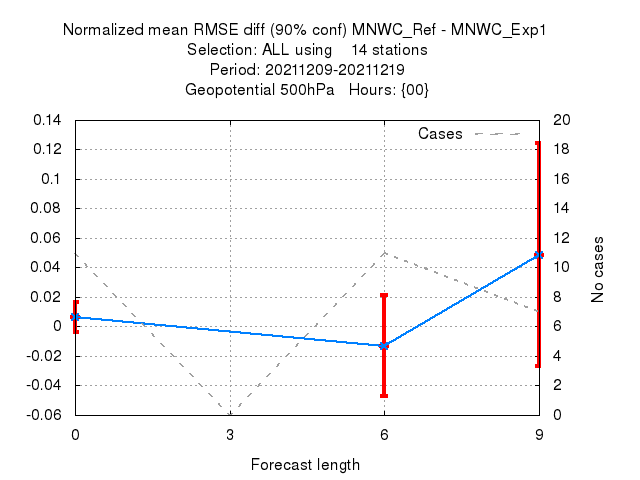 Normalized mean RMSE diff (90% conf) MNWC_Ref - MNWC_Exp1
Selection: ALL using    14 stations
Period: 20211209-20211219
Geopotential 500hPa   Hours: {00}
Cases
0.14
0.12
0.1
0.08
0.06
0.04
0.02
0
-0.02
-0.04
-0.06
20
18
16
14
12
10
8
6
4
2
0
No cases
0 3 6 9
Forecast length